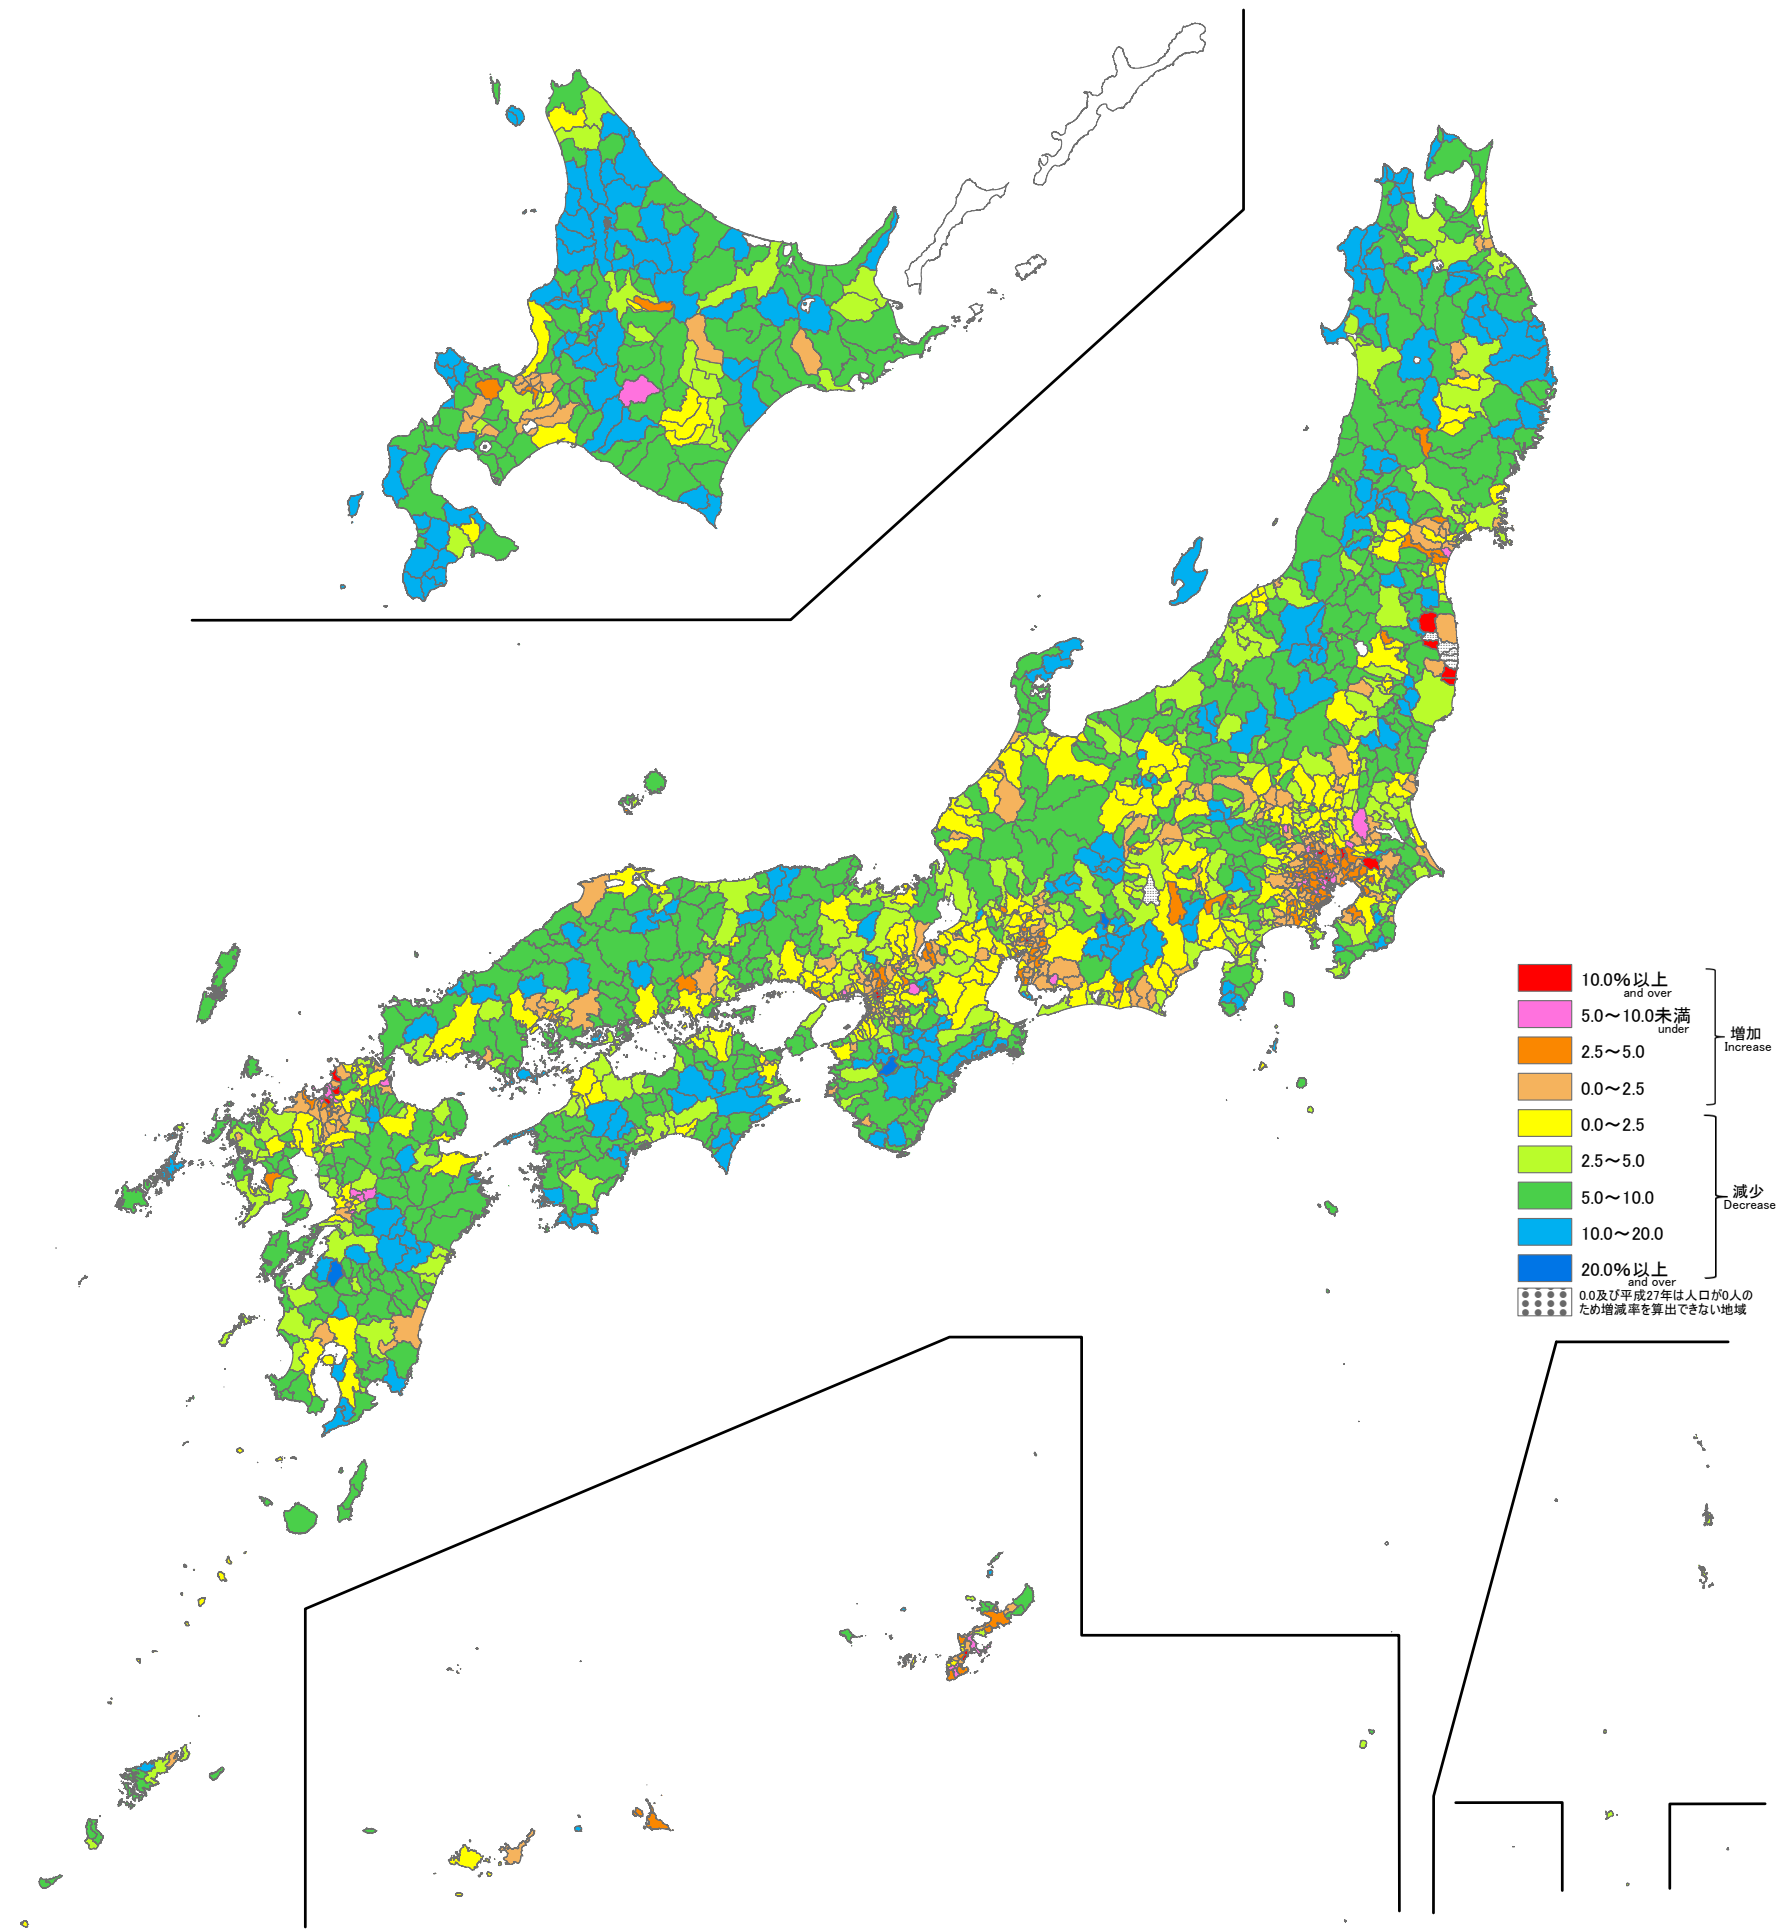 10.0%以上
and over
5.0～10.0未満
under
2.5～5.0
0.0～2.5
0.0～2.5
2.5～5.0
5.0～10.0
10.0～20.0
20.0%以上
and over
0.0及び平成27年は人口が0人の
ため増減率を算出できない地域
増加
Increase
減少
Decrease